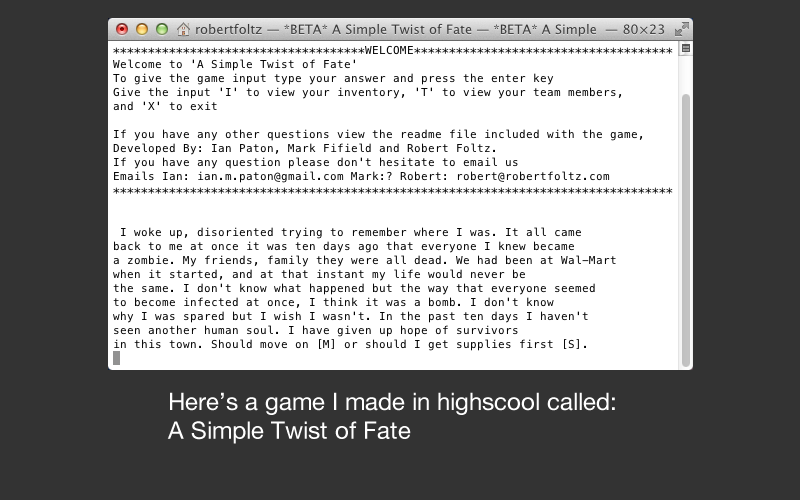 robertfoltz — *BETA* A Simple Twist of Fate — *BETA* A Simple — 80×23
************************************WELCOME*************************************
Welcome to 'A Simple Twist of Fate'
To give the game input type your answer and press the enter key
Give the input 'I' to view your inventory, 'T' to view your team members,
and 'X' to exit
If you have any other questions view the readme file included with the game,
Developed By: Ian Paton, Mark Fifield and Robert Foltz.
If you have any question please don't hesitate to email us
Emails Ian: ian.m.paton@gmail.com Mark:? Robert: robert@robertfoltz.com
********************************************************************************
I woke up, disoriented trying to remember where I was. It all came
back to me at once it was ten days ago that everyone I knew became
a zombie. My friends, family they were all dead. We had been at Wal-Mart
when it started, and at that instant my life would never be
the same. I don't know what happened but the way that everyone seemed
to become infected at once, I think it was a bomb. I don't know
why I was spared but I wish I wasn't. In the past ten days I haven't
seen another human soul. I have given up hope of survivors
in this town. Should move on [M] or should I get supplies first [S].
Here's a game I made in highscool called:
A Simple Twist of Fate